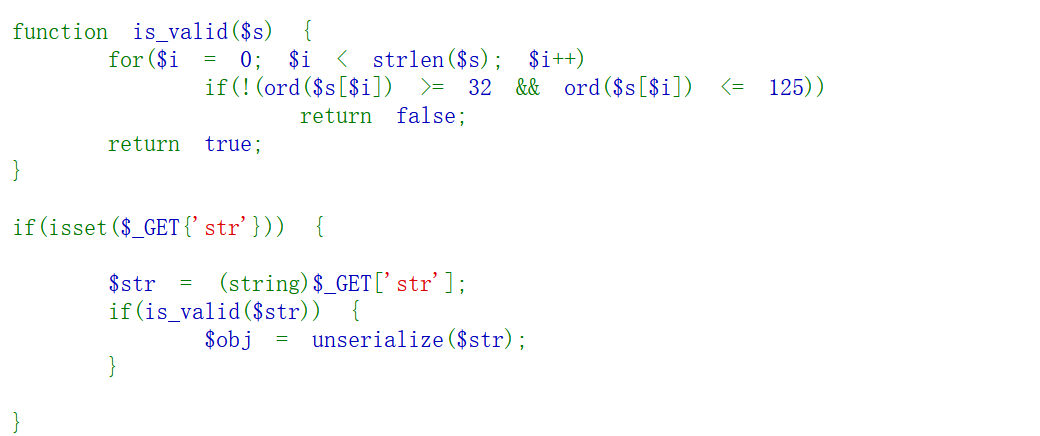 function is_valid($s) {
for($i = 0; $i < strlen($s); $i++)
if(!(ord($s[$i]) >= 32 && ord($s[$i]) <= 125))
return false;
return true;
}
if(isset($_GET{'str'})) {
$str = (string)$_GET['str'];
if(is_valid($str)) {
$obj = unserialize($str);
}
}